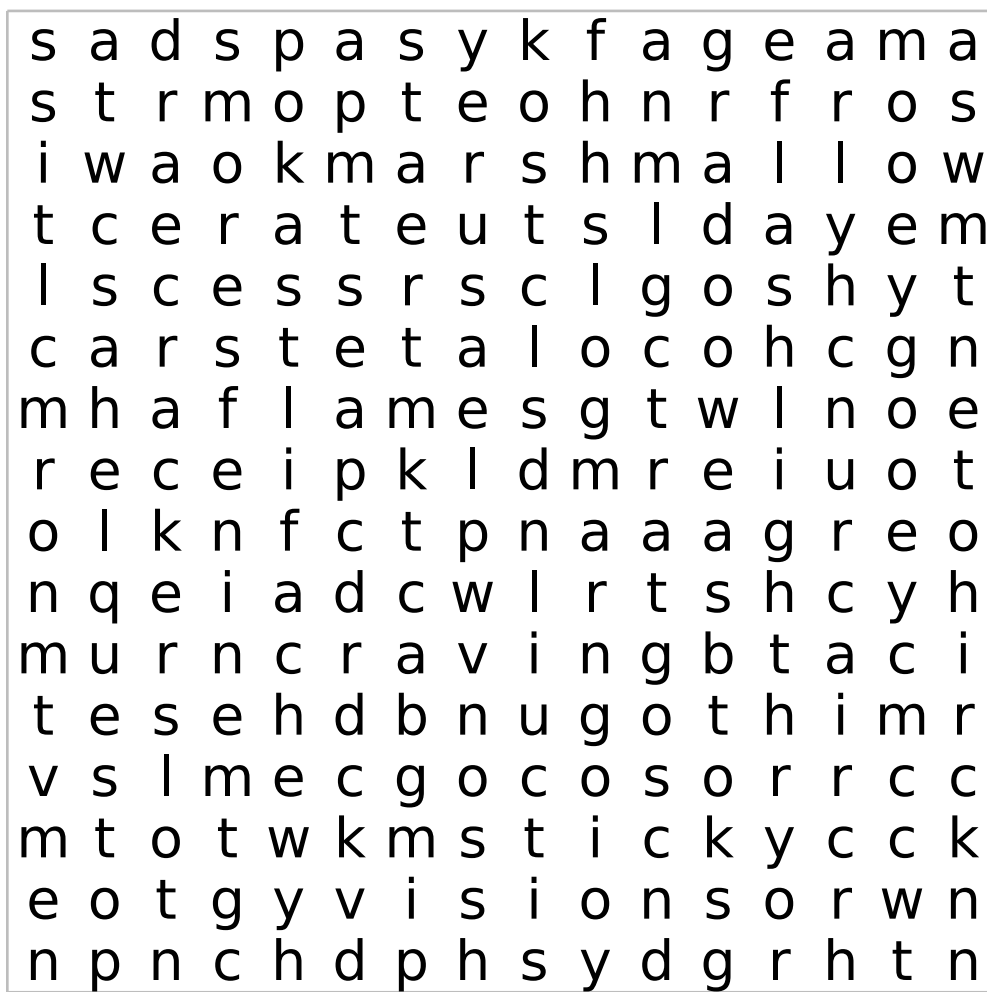 s a d s p a s y k f a g e a m a
s t r m o p t e o h n r f r o s
i w a o k m a r s h m a l l o w
t c e r a t e u t s l d a y e m
l s c e s s r s c l g o s h y t
c a r s t e t a l o c o h c g n
m h a f l a m e s g t w l n o e
r e c e i p k l d m r e i u o t
o l k n f c t p n a a a g r e o
n q e i a d c w l r t s h c y h
m u r n c r a v i n g b t a c i
t e s e h d b n u g o t h i m r
v s l m e c g o c o s o r r c c
m t o t w k m s t i c k y c c k
e o t g y v i s i o n s o r w n
n p n c h d p h s y d g r h t n